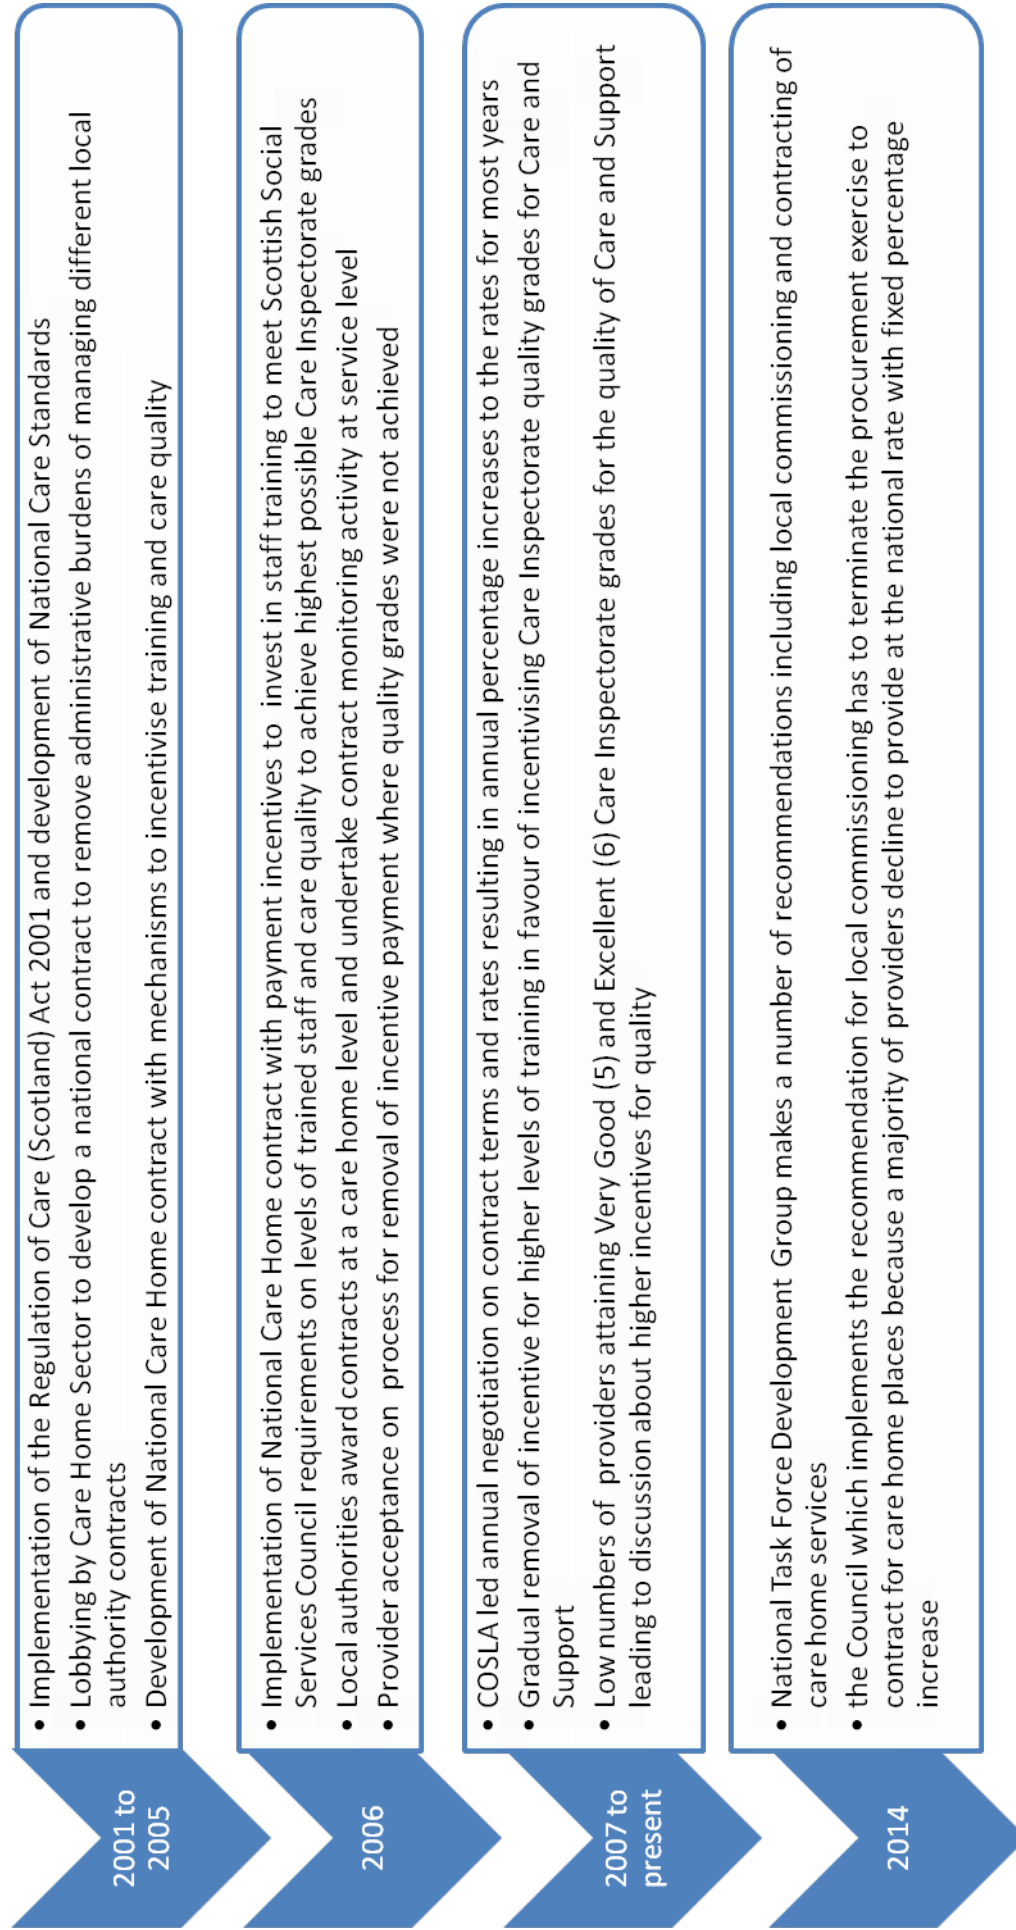 2001 to
2005
• Implementation of the Regulation of Care (Scotland) Act 2001 and development of National Care Standards
• Lobbying by Care Home Sector to develop a national contract to remove administrative burdens of managing different local
authority contracts
• Development of National Care Home contract with mechanisms to incentivise training and care quality
2006
• Implementation of National Care Home contract with payment incentives to invest in staff training to meet Scottish Social
Services Council requirements on levels of trained staff and care quality to achieve highest possible Care Inspectorate grades
• Local authorities award contracts at a care home level and undertake contract monitoring activity at service level
• Provider acceptance on process for removal of incentive payment where quality grades were not achieved
2007 to
present
• COSLA led annual negotiation on contract terms and rates resulting in annual percentage increases to the rates for most years
• Gradual removal of incentive for higher levels of training in favour of incentivising Care Inspectorate quality grades for Care and
Support
• Low numbers of providers attaining Very Good (5) and Excellent (6) Care Inspectorate grades for the quality of Care and Support
leading to discussion about higher incentives for quality
2014
• National Task Force Development Group makes a number of recommendations including local commissioning and contracting of
care home services
• the Council which implements the recommendation for local commissioning has to terminate the procurement exercise to
contract for care home places because a majority of providers decline to provide at the national rate with fixed percentage
increase